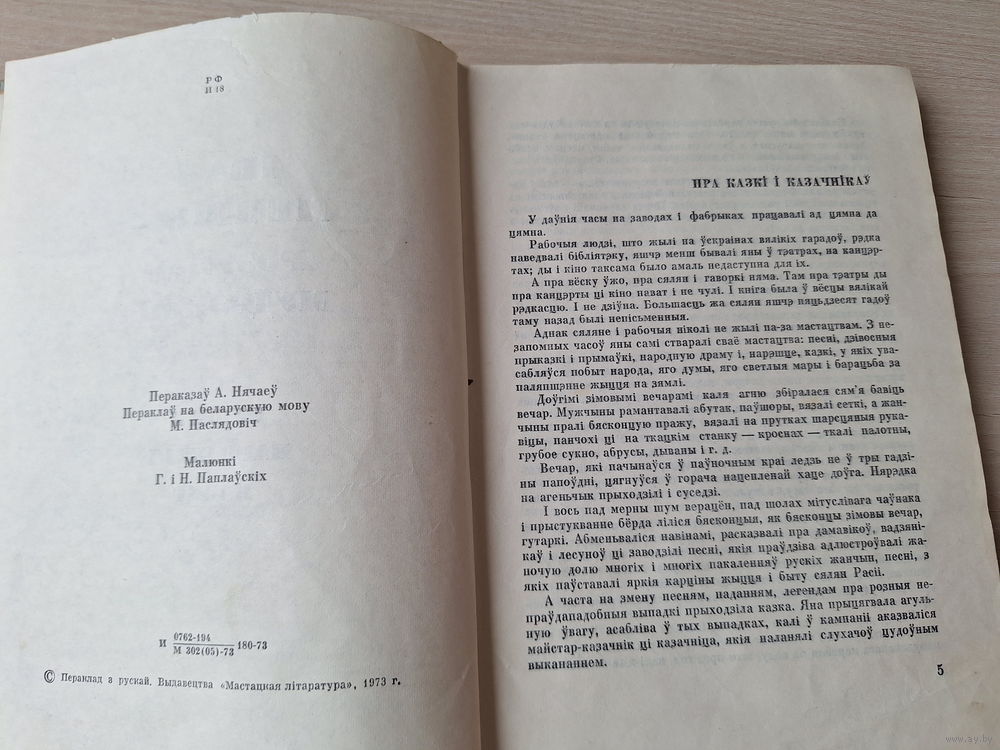 РФ
И 18
Пераказаў А. Нячаеў
Пераклаў на беларускую мову
М. Паслядовіч
Малюнкі
Г. і Н. Паплаўскіх
И 0762-194 180-73
М 302(05)-73
© Пераклад з рускай. Выдавецтва «Мастацкая літаратура», 1973 г.
ПРА КАЗКІ І КАЗАЧНІКАЎ
У даўнія часы на заводах і фабрыках працавалі ад цямна да
цямна.
Рабочыя людзі, што жылі на ўскраінах вялікіх гарадоў, рэдка
наведвалі бібліятэку, яшчэ менш бывалі яны ў тэатрах, на канцэр-
тах; ды і кіно таксама было амаль недаступна для іх.
А пра вёску ўжо, пра сялян і гаворкі няма. Там пра тэатры ды
пра канцэрты ці кіно нават і не чулі. І кніга была ў вёсцы вялікай
рэдкасцю. І не дзіўна. Большасць жа сялян яшчэ пяцьдзесят гадоў
таму назад былі непісьменныя.
Аднак сяляне і рабочыя ніколі не жылі па-за мастацтвам. З не-
запомных часоў яны самі стваралі сваё мастацтва: песні, дзівосныя
прыказкі і прымаўкі, народную драму і, нарэшце, казкі, у якіх ува-
сабляўся побыт народа, яго думы, яго светлыя мары і барацьба за
паляпшэнне жыцця на зямлі.
Доўгімі зімовымі вечарамі каля агню збіралася сям'я бавіць
вечар. Мужчыны рамантавалі абутак, паўшоры, вязалі сеткі, а жан-
чыны пралі бясконцую пражу, вязалі на прутках шарсцяныя рука-
віцы, панчохі ці на ткацкім станку — кроснах — ткалі палотны,
грубое сукно, абрусы, дываны і г. д.
Вечар, які пачынаўся ў паўночным краі ледзь не ў тры гадзі-
ны папоўдні, цягнуўся ў горача нацепленай хаце доўга. Нярэдка
на агеньчык прыходзілі і суседзі.
І вось пад мерны шум верацён, пад шолах мітуслівага чаўнака
і прыстукванне бёрда ліліся бясконцыя, як бясконцы зімовы вечар,
гутаркі. Абменьваліся навінамі, расказвалі пра дамавікоў, вадзяні-
каў і лесуноў ці заводзілі песні, якія праўдзіва адлюстроўвалі жа-
ночую долю многіх і многіх пакаленняў рускіх жанчын, песні, з
якіх паўставалі яркія карціны жыцця і быту сялян Расіі.
А часта на змену песням, паданням, легендам пра розныя не-
праўдападобныя выпадкі прыходзіла казка. Яна прыцягвала агуль-
ную ўвагу, асабліва ў тых выпадках, калі ў кампаніі аказваліся
майстар-казачнік ці казачніца, якія паланялі слухачоў цудоўным
выкананнем.
5
www.ay.by